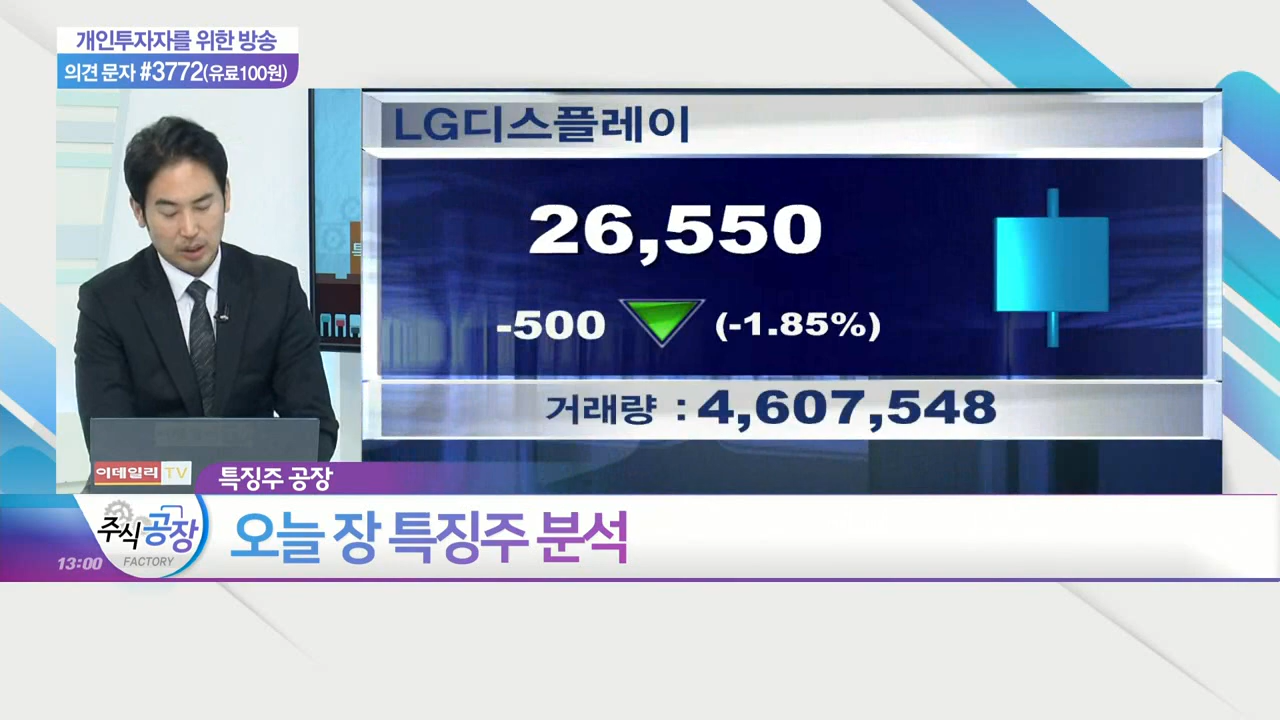 개인투자자를 위한 방송
의견 문자 #3772(유료100원)
LG디스플레이
26,550
-500 (-1.85%)
거래량 : 4,607,548
이데일리TV
특징주 공장
주식공장
FACTORY
13:00
오늘 장 특징주 분석